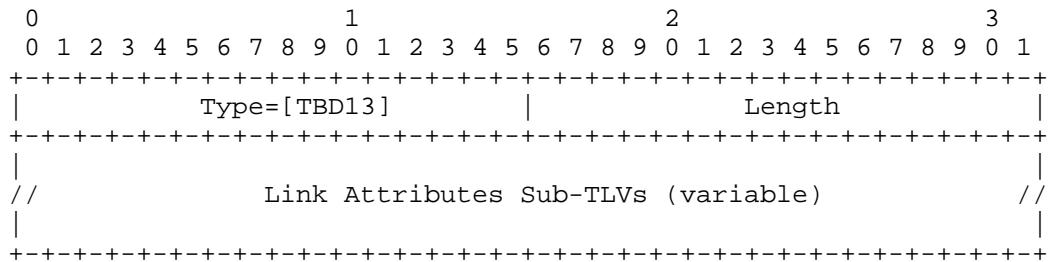 0                   1                   2                   3
 0 1 2 3 4 5 6 7 8 9 0 1 2 3 4 5 6 7 8 9 0 1 2 3 4 5 6 7 8 9 0 1
+-+-+-+-+-+-+-+-+-+-+-+-+-+-+-+-+-+-+-+-+-+-+-+-+-+-+-+-+-+-+-+-+
|           Type=[TBD13]        |             Length            |
+-+-+-+-+-+-+-+-+-+-+-+-+-+-+-+-+-+-+-+-+-+-+-+-+-+-+-+-+-+-+-+-+
|                                                               |
//              Link Attributes Sub-TLVs (variable)            //
|                                                               |
+-+-+-+-+-+-+-+-+-+-+-+-+-+-+-+-+-+-+-+-+-+-+-+-+-+-+-+-+-+-+-+-+